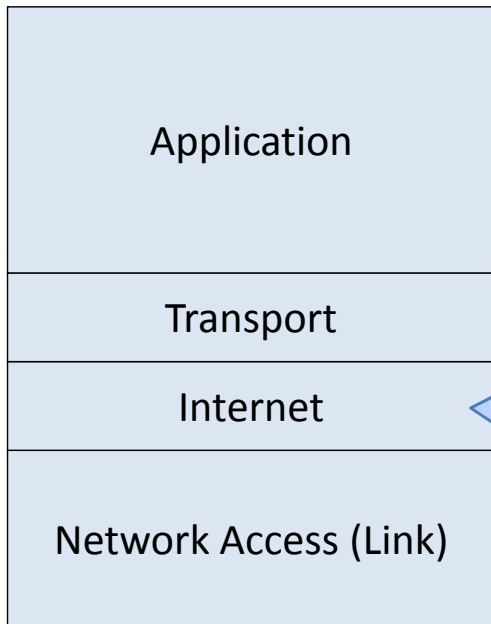 Application
Transport
Internet
Network Access (Link)